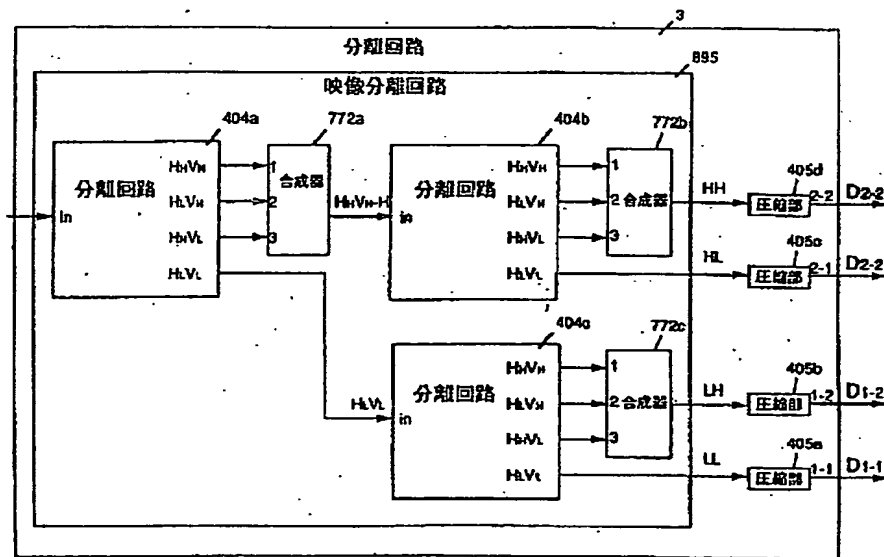 3
分離回路
895
映像分離回路
404a
772a
404b
772b
分離回路
in
HHVH
HLVH
HHVL
HLVL
1
2
3
合成器
HHVH-H
分離回路
in
HHVH
HLVH
HHVL
HLVL
1
2
3
合成器
HH
405d
圧縮部
2-2
D2-2
HL
405c
圧縮部
2-1
D2-2
404c
772c
HLVL
分離回路
in
HHVH
HLVH
HHVL
HLVL
1
2
3
合成器
LH
405b
圧縮部
1-2
D1-2
LL
405a
圧縮部
1-1
D1-1